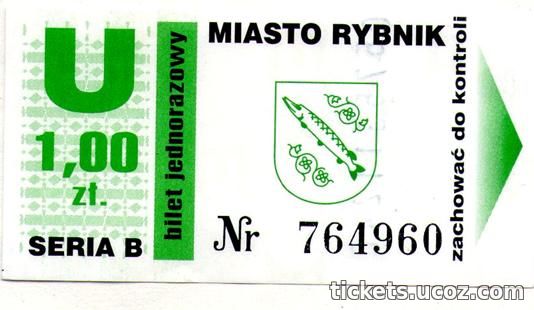 U
1,00
zł.
SERIA B
bilet jednorazowy
MIASTO RYBNIK
Nr 764960
zachować do kontroli
tickets.ucoz.com